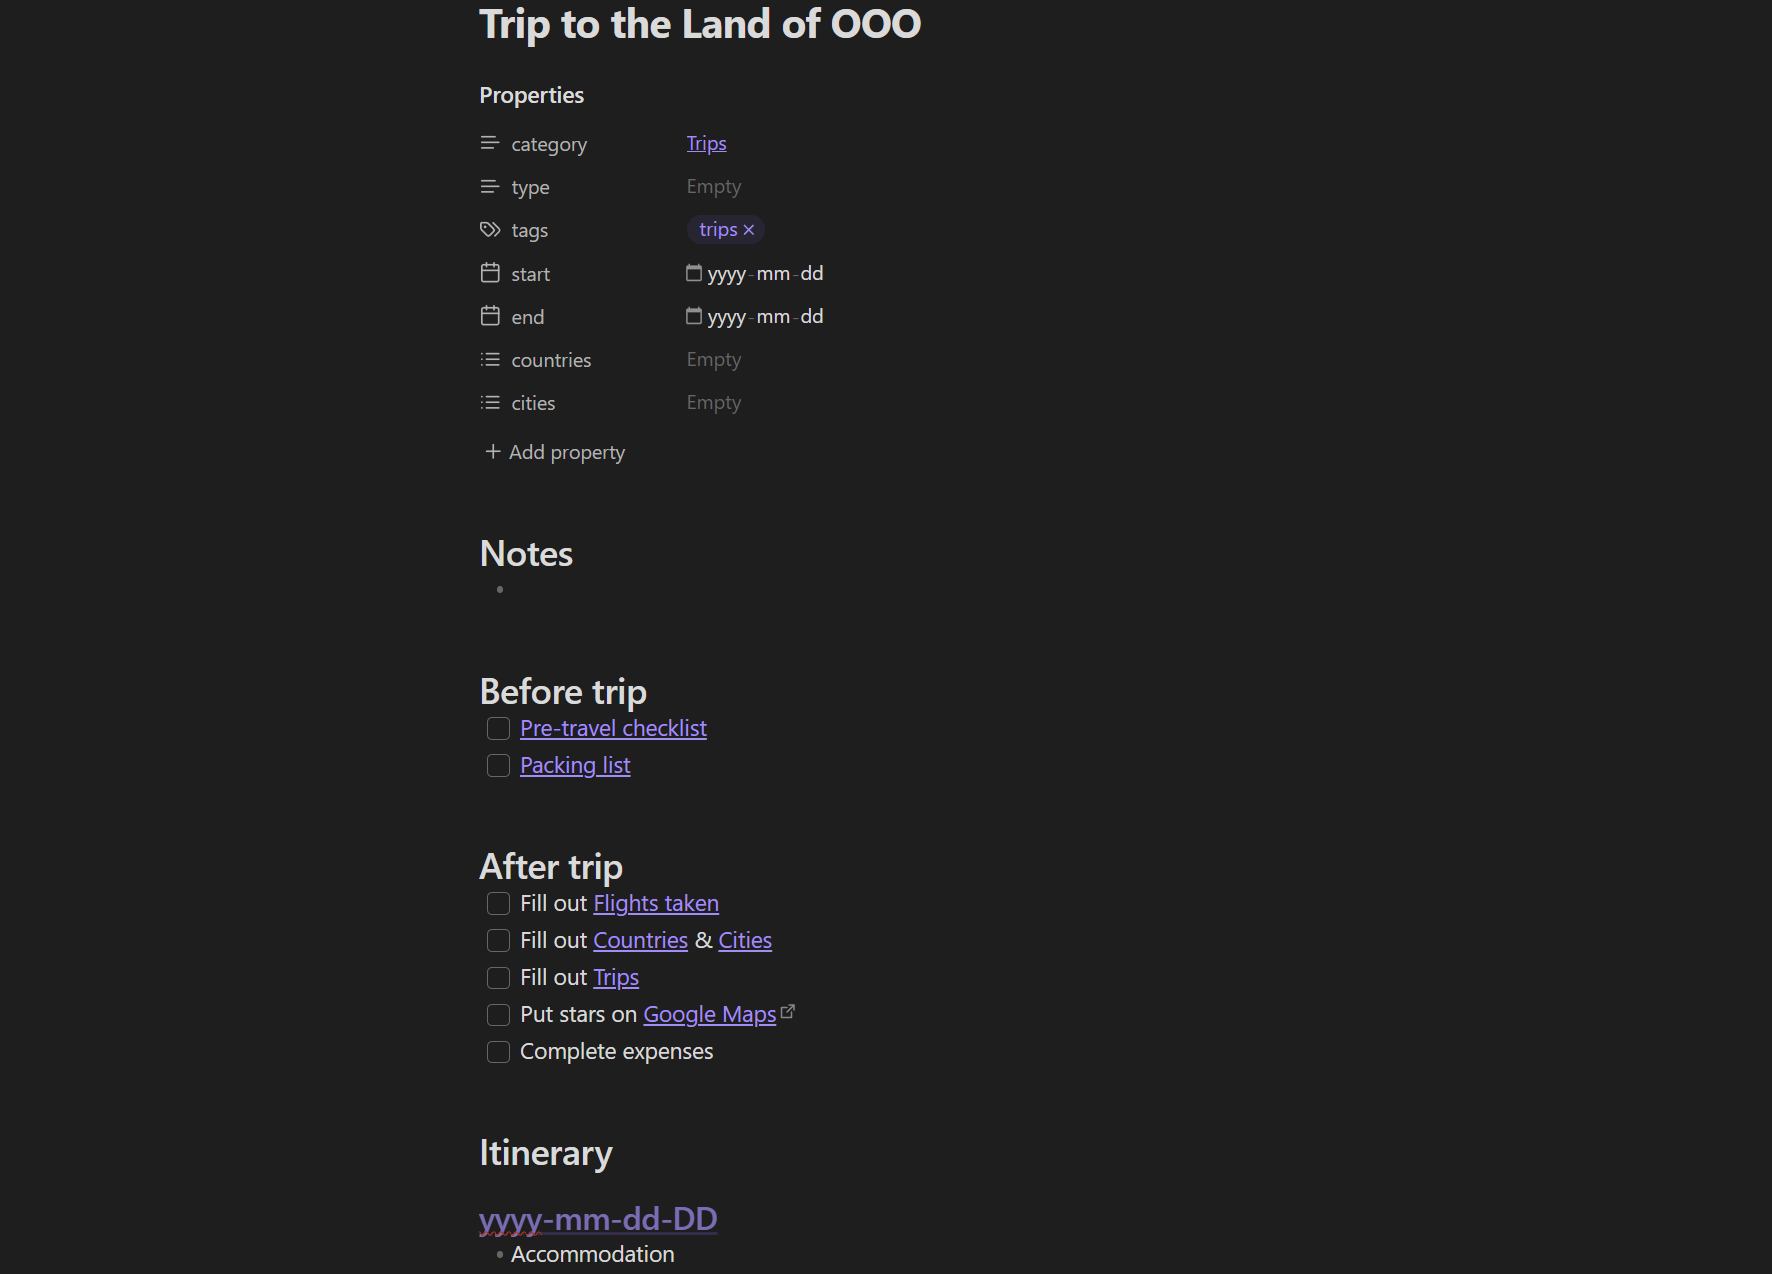 Trip to the Land of OOO
Properties
category Trips
type Empty
tags trips
start yyyy-mm-dd
end yyyy-mm-dd
countries Empty
cities Empty
+ Add property
Notes
Before trip
Pre-travel checklist
Packing list
After trip
Fill out Flights taken
Fill out Countries & Cities
Fill out Trips
Put stars on Google Maps
Complete expenses
Itinerary
yyyy-mm-dd-DD
Accommodation